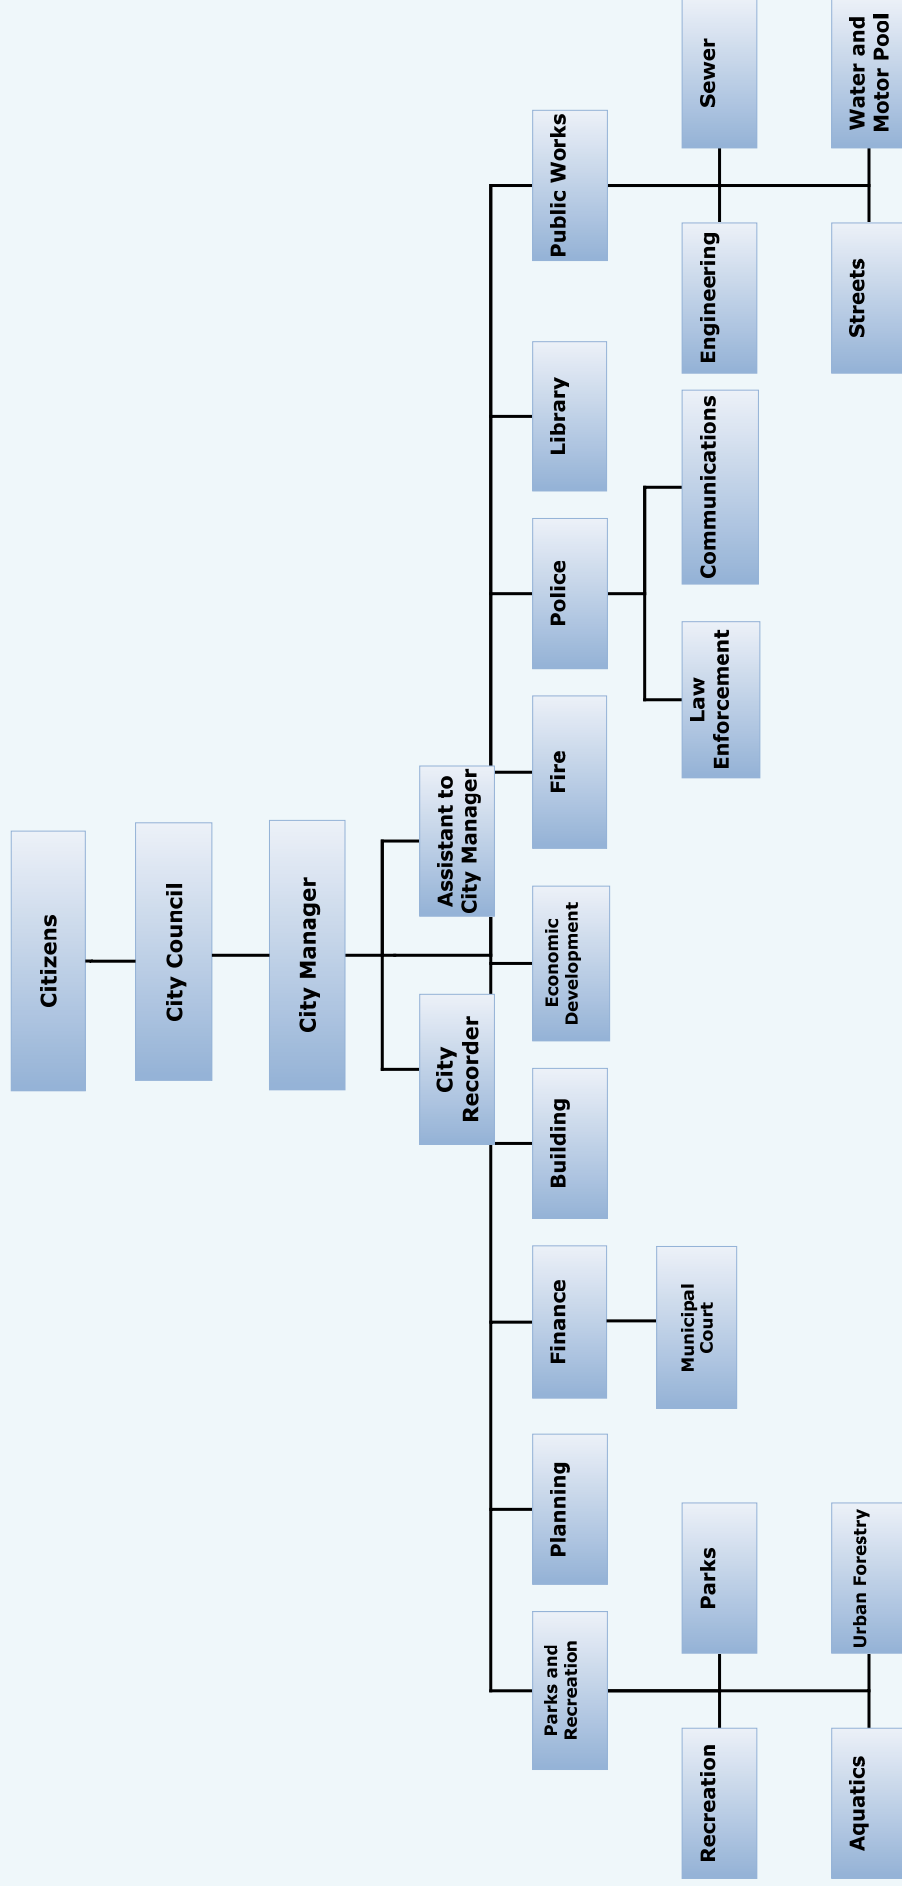 Citizens
City Council
City Manager
City
Recorder
Assistant to
City Manager
Parks and
Recreation
Planning
Finance
Building
Economic
Development
Fire
Police
Library
Public Works
Municipal
Court
Recreation
Parks
Law
Enforcement
Communications
Engineering
Sewer
Aquatics
Urban Forestry
Streets
Water and
Motor Pool